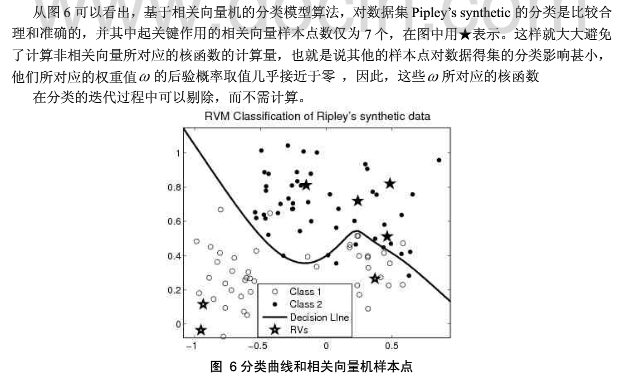 从图 6 可以看出，基于相关向量机的分类模型算法，对数据集 Pipley's synthetic 的分类是比较合
理和准确的，并其中起关键作用的相关向量样本点数仅为 7 个，在图中用★表示。这样就大大避免
了计算非相关向量所对应的核函数的计算量，也就是说其他的样本点对数据得集的分类影响甚小，
他们所对应的权重值ω的后验概率取值几乎接近于零 ，因此，这些ω所对应的核函数
在分类的迭代过程中可以剔除，而不需计算。
RVM Classification of Ripley's synthetic data
1
0.8
0.6
0.4
0.2
0
-1
-0.5
0
0.5
Class 1
Class 2
Decision LIne
RVs
图 6 分类曲线和相关向量机样本点